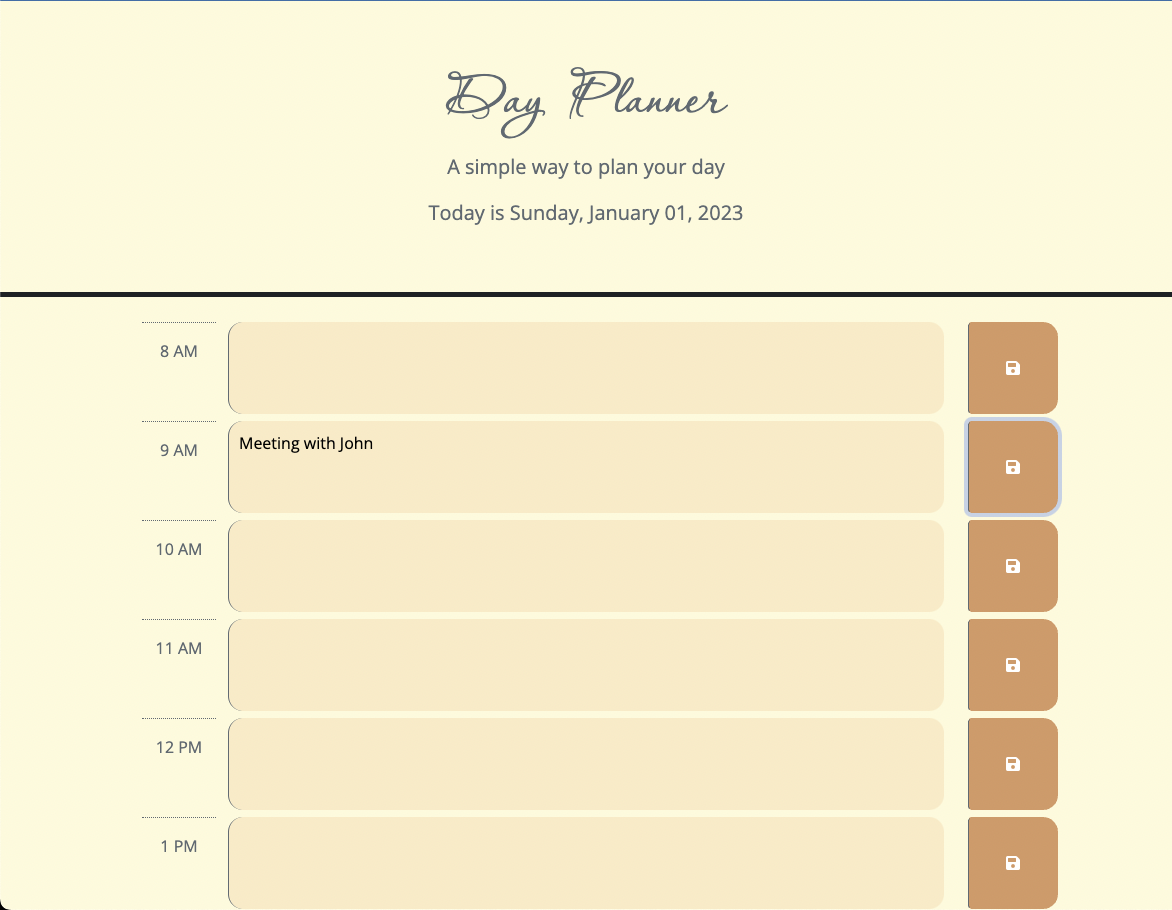 Day Planner
A simple way to plan your day
Today is Sunday, January 01, 2023
8 AM
9 AM
Meeting with John
10 AM
11 AM
12 PM
1 PM